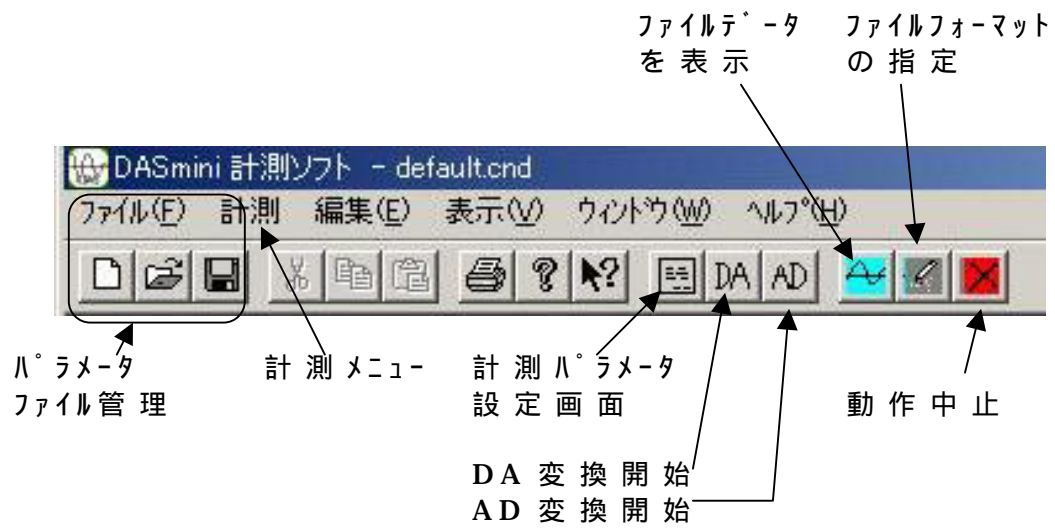 ﾌｧｲﾙﾃﾞｰﾀ
を表示
ﾌｧｲﾙﾌｫｰﾏｯﾄ
の指定
DASmini 計測ソフト - default.cnd
ﾌｧｲﾙ(F) 計測 編集(E) 表示(V) ｳｨﾝﾄﾞｳ(W) ﾍﾙﾌﾟ(H)
? ? DA AD
ﾊﾟﾗﾒｰﾀ
ﾌｧｲﾙ管理
計測ﾒﾆｭｰ
計測ﾊﾟﾗﾒｰﾀ
設定画面
動作中止
DA変換開始
AD変換開始